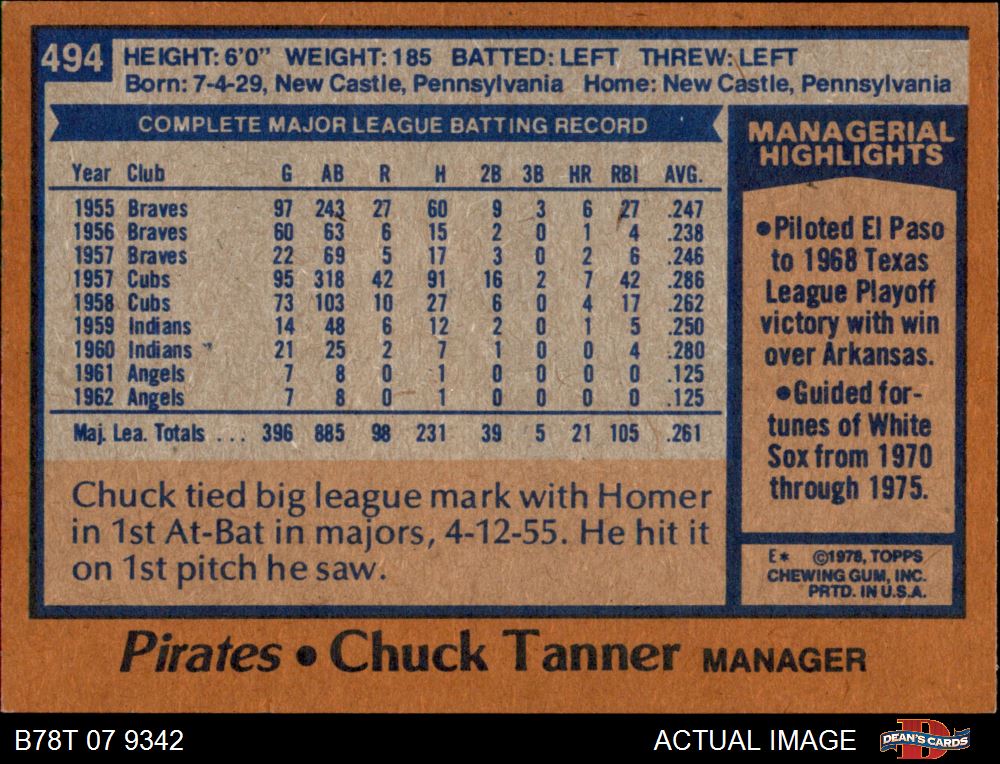 494
HEIGHT: 6'0" WEIGHT: 185 BATTED: LEFT THREW: LEFT
Born: 7-4-29, New Castle, Pennsylvania Home: New Castle, Pennsylvania
COMPLETE MAJOR LEAGUE BATTING RECORD
Year Club G AB R H 2B 3B HR RBI AVG.
1955 Braves 97 243 27 60 9 3 6 27 .247
1956 Braves 60 63 6 15 2 0 1 4 .238
1957 Braves 22 69 5 17 3 0 2 6 .246
1957 Cubs 95 318 42 91 16 2 7 42 .286
1958 Cubs 73 103 10 27 6 0 4 17 .262
1959 Indians 14 48 6 12 2 0 1 5 .250
1960 Indians 21 25 2 7 1 0 0 4 .280
1961 Angels 7 8 0 1 0 0 0 0 .125
1962 Angels 7 8 0 1 0 0 0 0 .125
Maj. Lea. Totals ... 396 885 98 231 39 5 21 105 .261
Chuck tied big league mark with Homer
in 1st At-Bat in majors, 4-12-55. He hit it
on 1st pitch he saw.
MANAGERIAL
HIGHLIGHTS
●Piloted El Paso
to 1968 Texas
League Playoff
victory with win
over Arkansas.
●Guided for-
tunes of White
Sox from 1970
through 1975.
E* ©1978, TOPPS
CHEWING GUM, INC.
PRTD. IN U.S.A.
Pirates • Chuck Tanner MANAGER
B78T 07 9342
ACTUAL IMAGE
D
DEAN'S CARDS